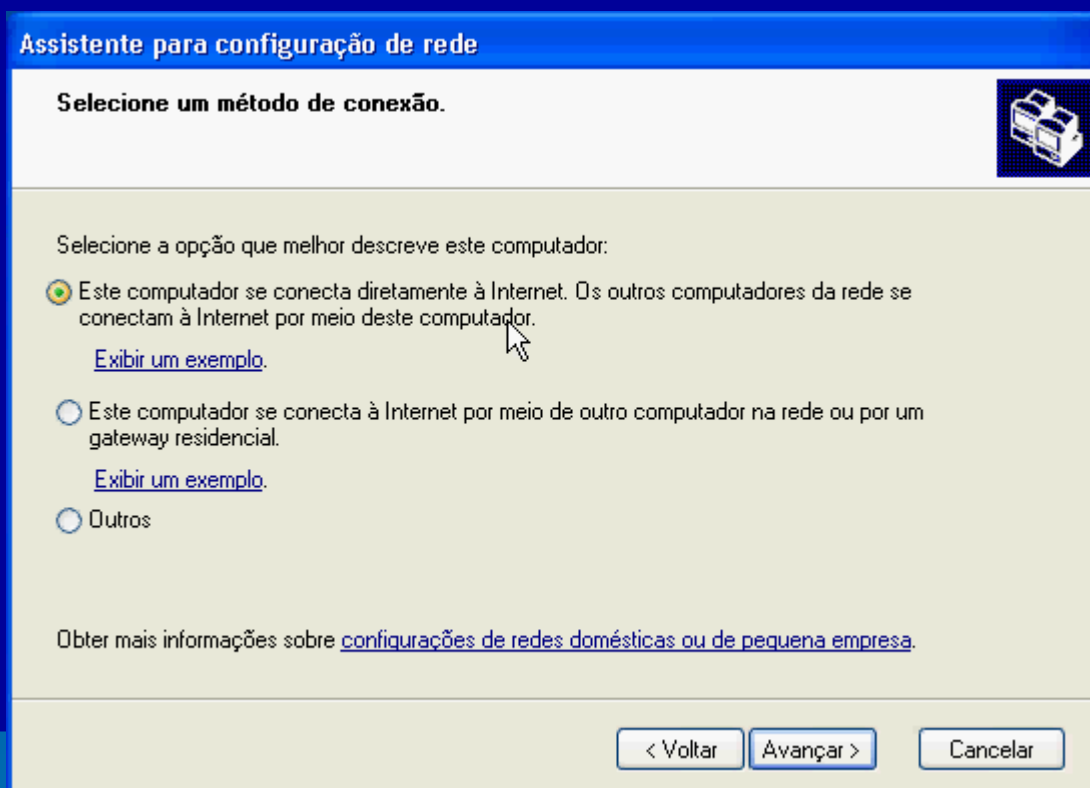 Assistente para configuração de rede
Selecione um método de conexão.
Selecione a opção que melhor descreve este computador:
Este computador se conecta diretamente à Internet. Os outros computadores da rede se
conectam à Internet por meio deste computador.
Exibir um exemplo.
Este computador se conecta à Internet por meio de outro computador na rede ou por um
gateway residencial.
Exibir um exemplo.
Outros
Obter mais informações sobre configurações de redes domésticas ou de pequena empresa.
< Voltar
Avançar >
Cancelar